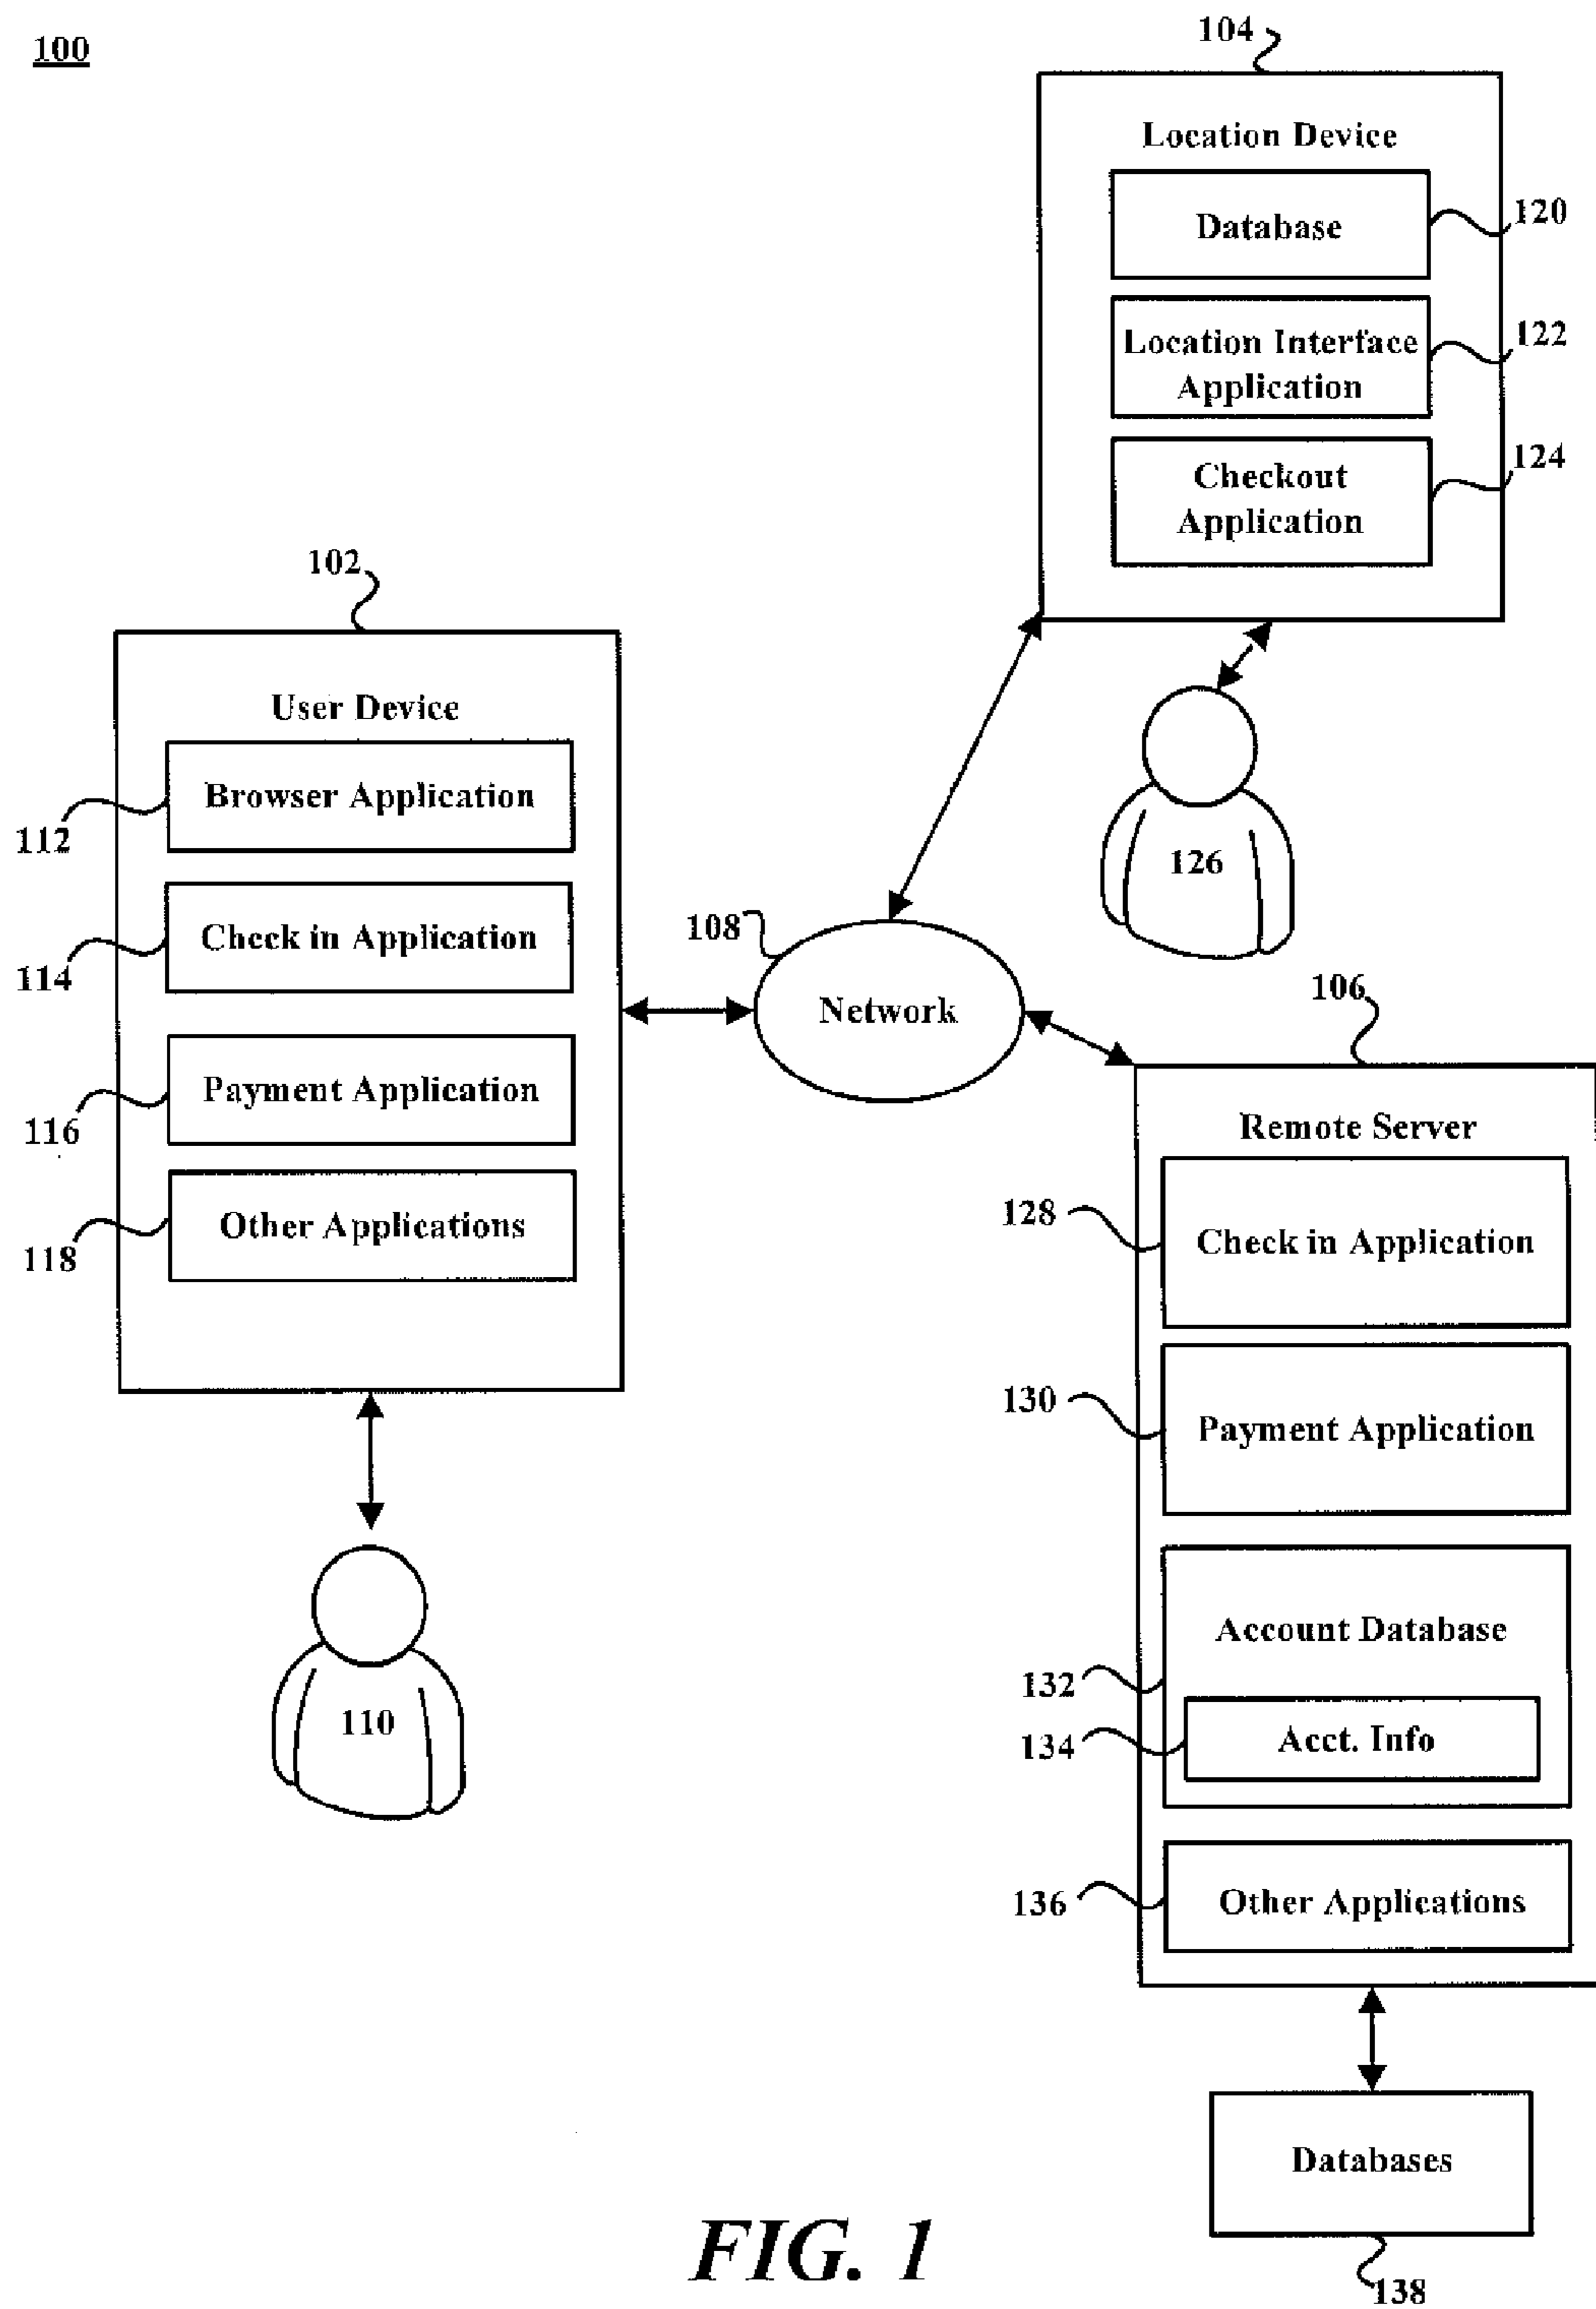 100
104
Location Device
Database
120
Location Interface
Application
122
Checkout
Application
124
102
User Device
Browser Application
112
Check in Application
114
Payment Application
116
Other Applications
118
110
108
Network
126
106
Remote Server
128
Check in Application
130
Payment Application
Account Database
132
134
Acct. Info
136
Other Applications
Databases
138
FIG. 1